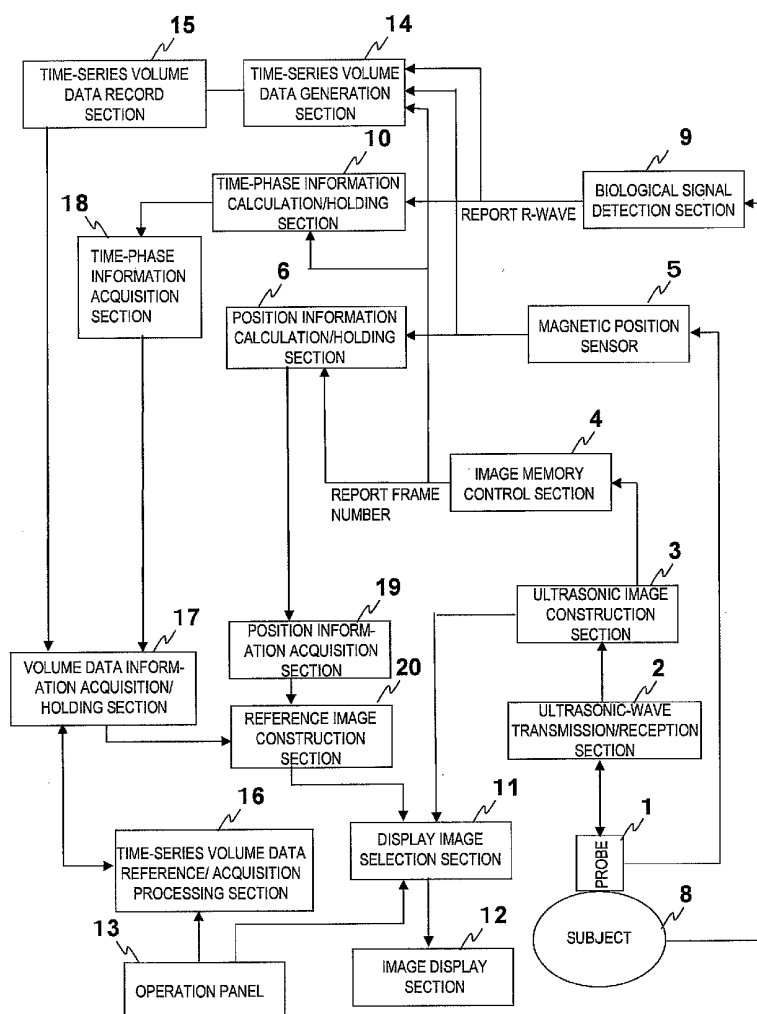 15
TIME-SERIES VOLUME
DATA RECORD
SECTION
14
TIME-SERIES VOLUME
DATA GENERATION
SECTION
10
TIME-PHASE INFORMATION
CALCULATION/HOLDING
SECTION
9
BIOLOGICAL SIGNAL
DETECTION SECTION
REPORT R-WAVE
18
TIME-PHASE
INFORMATION
ACQUISITION
SECTION
6
POSITION INFORMATION
CALCULATION/HOLDING
SECTION
5
MAGNETIC POSITION
SENSOR
4
IMAGE MEMORY
CONTROL SECTION
REPORT FRAME
NUMBER
3
ULTRASONIC IMAGE
CONSTRUCTION
SECTION
19
POSITION INFORM-
ATION ACQUISITION
SECTION
17
VOLUME DATA INFORM-
ATION ACQUISITION/
HOLDING SECTION
20
REFERENCE IMAGE
CONSTRUCTION
SECTION
2
ULTRASONIC-WAVE
TRANSMISSION/RECEPTION
SECTION
16
TIME-SERIES VOLUME DATA
REFERENCE/ ACQUISITION
PROCESSING SECTION
11
DISPLAY IMAGE
SELECTION SECTION
1
PROBE
8
SUBJECT
13
OPERATION PANEL
12
IMAGE DISPLAY
SECTION